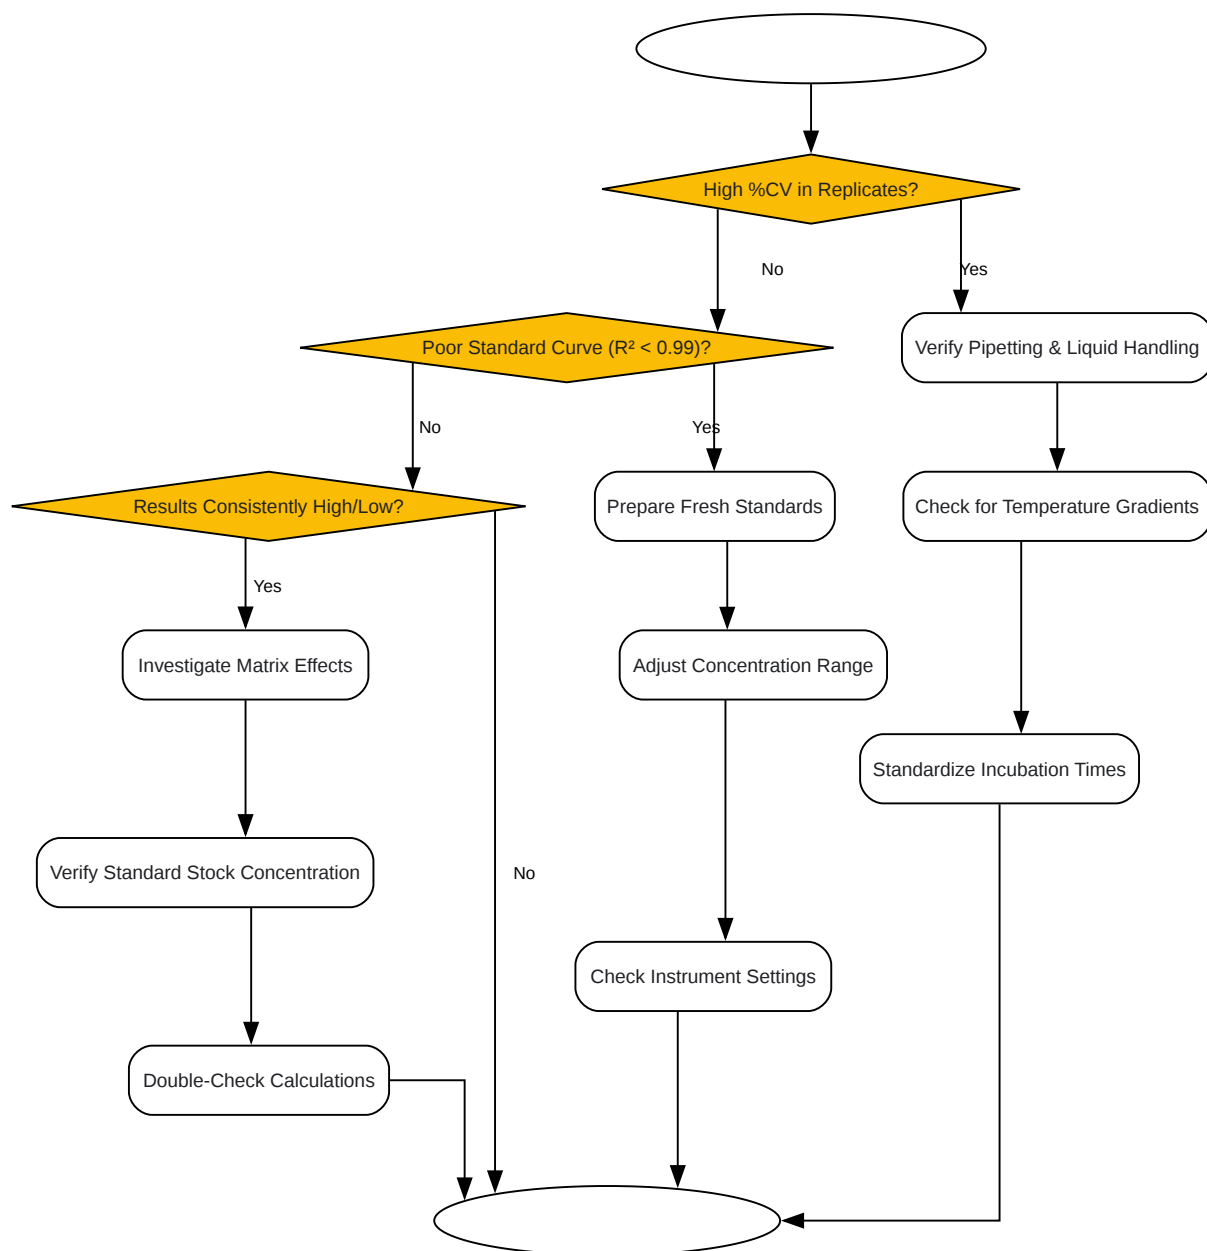 High %CV in Replicates?
No
Yes
Poor Standard Curve (R² < 0.99)?
Verify Pipetting & Liquid Handling
No
Yes
Results Consistently High/Low?
Prepare Fresh Standards
Check for Temperature Gradients
Yes
Investigate Matrix Effects
Adjust Concentration Range
Standardize Incubation Times
Verify Standard Stock Concentration
No
Check Instrument Settings
Double-Check Calculations